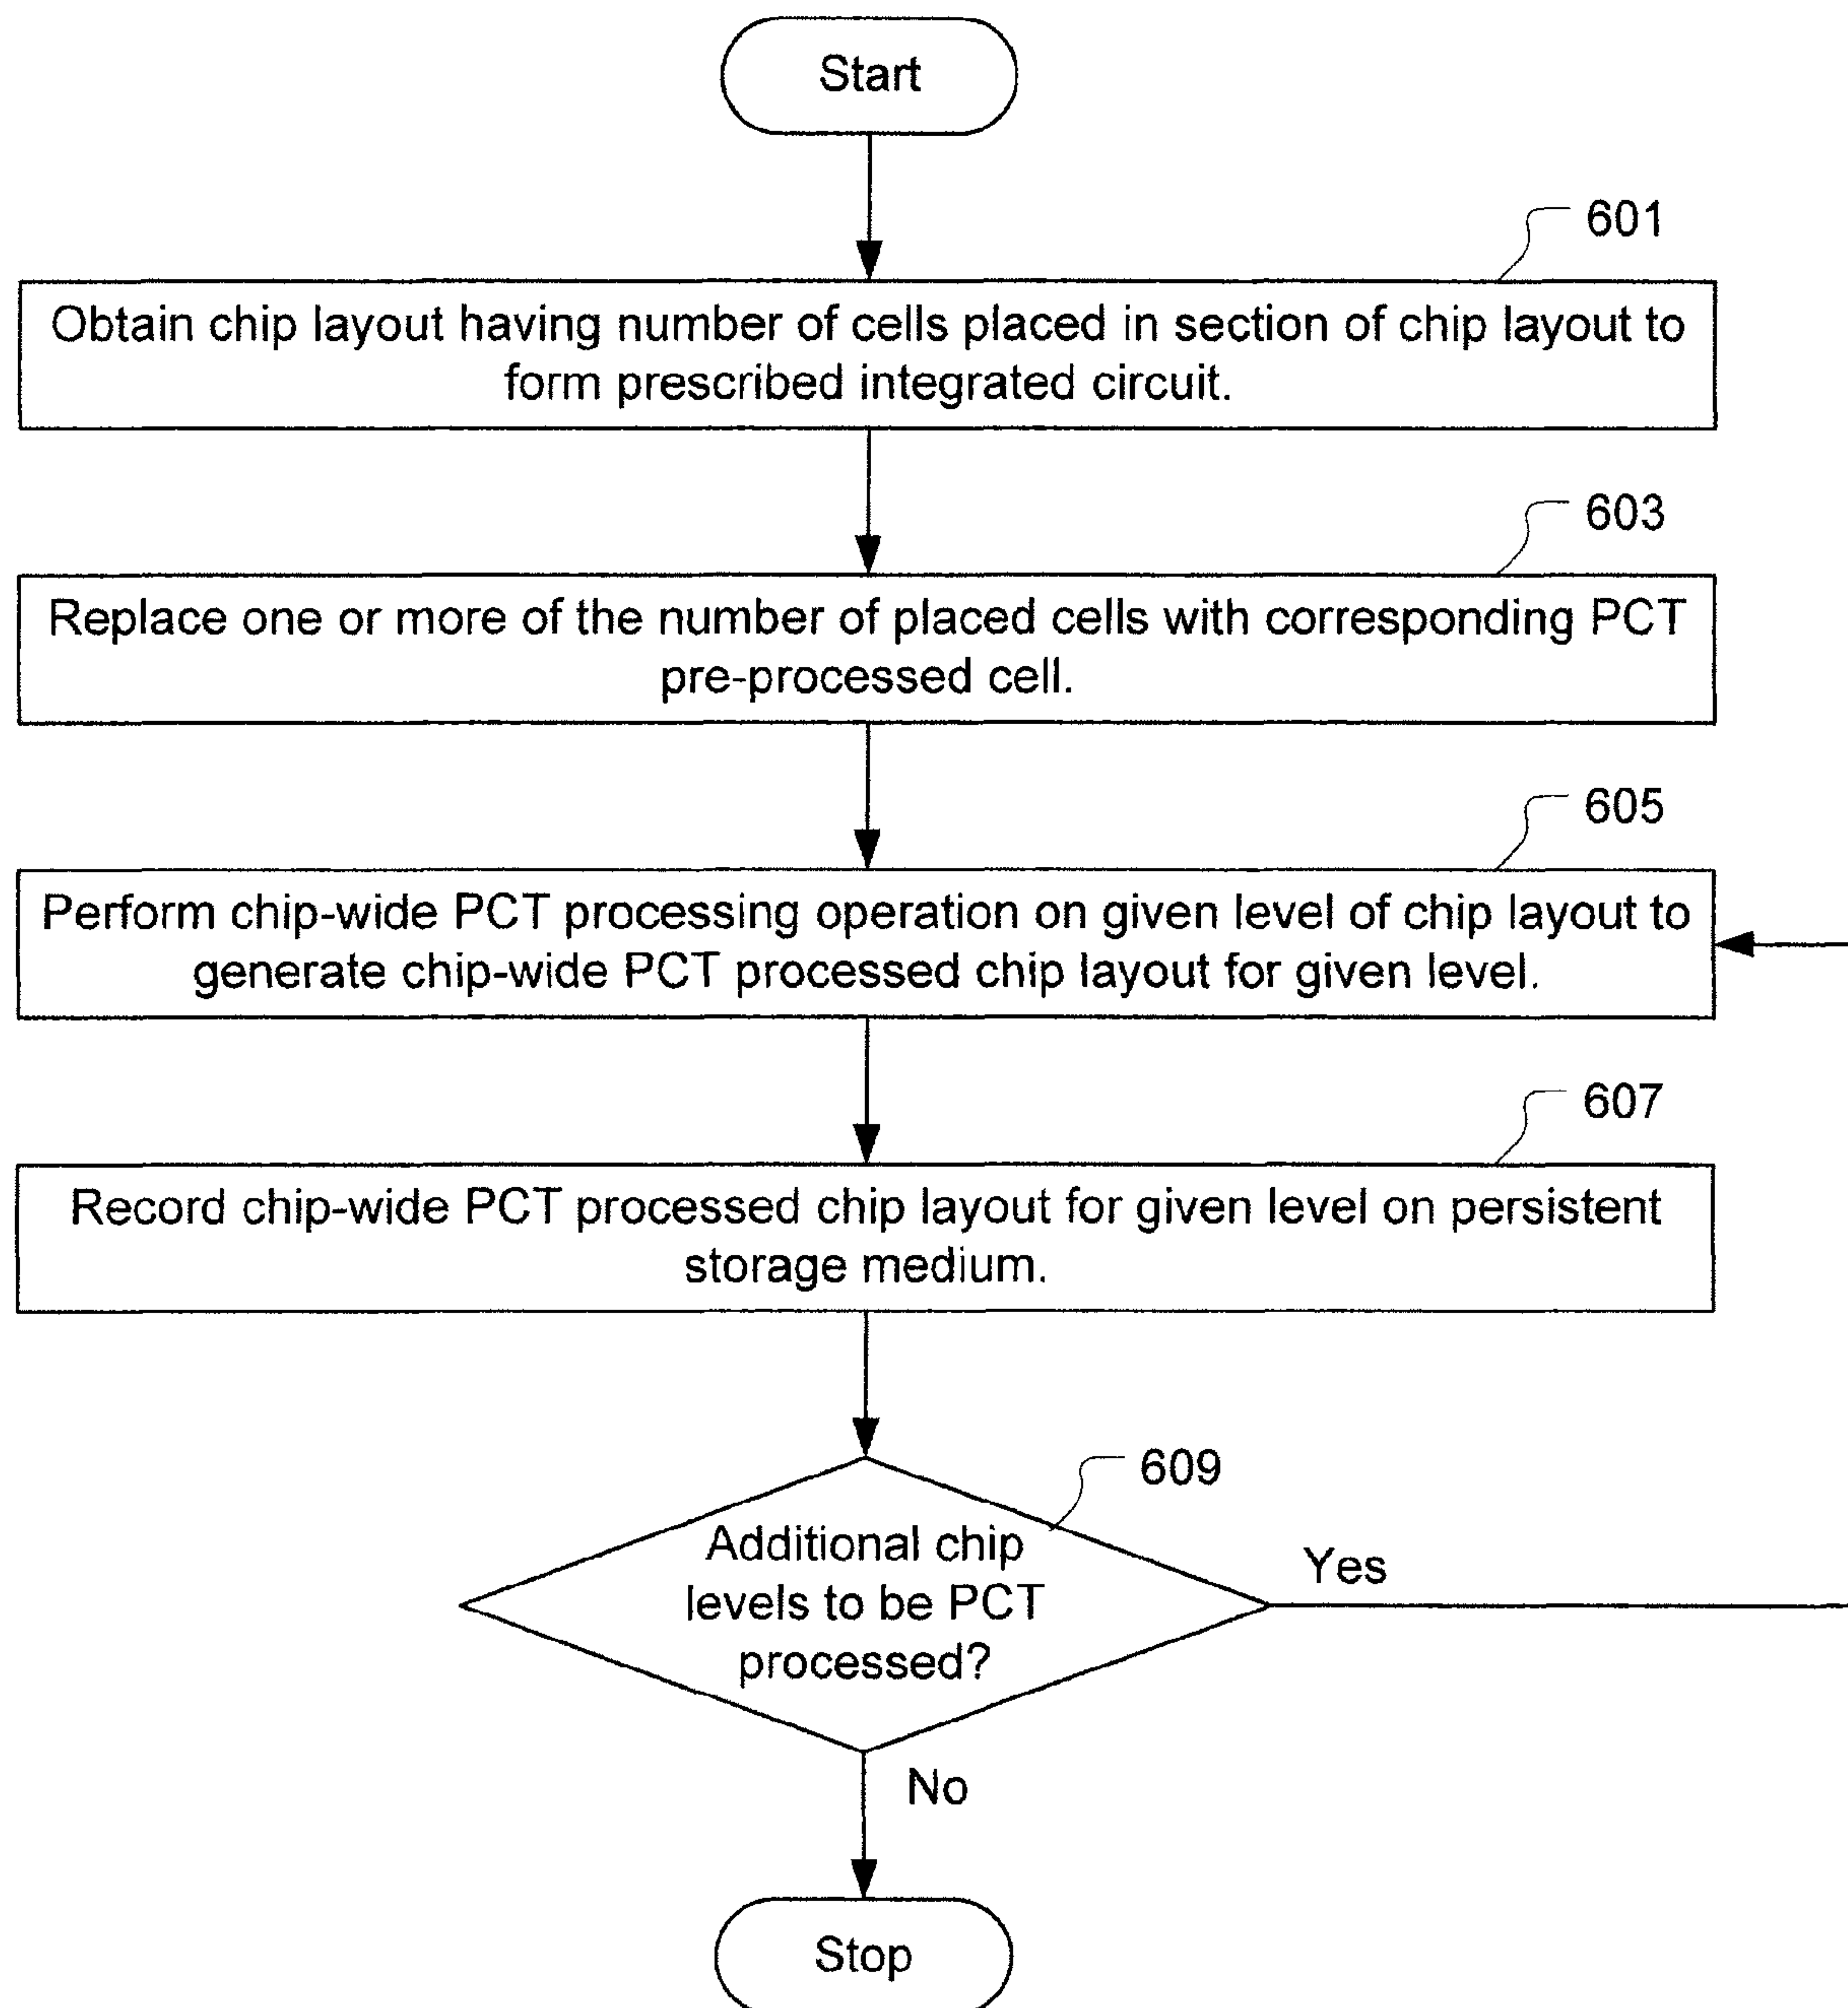 Start
601
Obtain chip layout having number of cells placed in section of chip layout to
form prescribed integrated circuit.
603
Replace one or more of the number of placed cells with corresponding PCT
pre-processed cell.
605
Perform chip-wide PCT processing operation on given level of chip layout to
generate chip-wide PCT processed chip layout for given level.
607
Record chip-wide PCT processed chip layout for given level on persistent
storage medium.
609
Additional chip
levels to be PCT
processed?
Yes
No
Stop